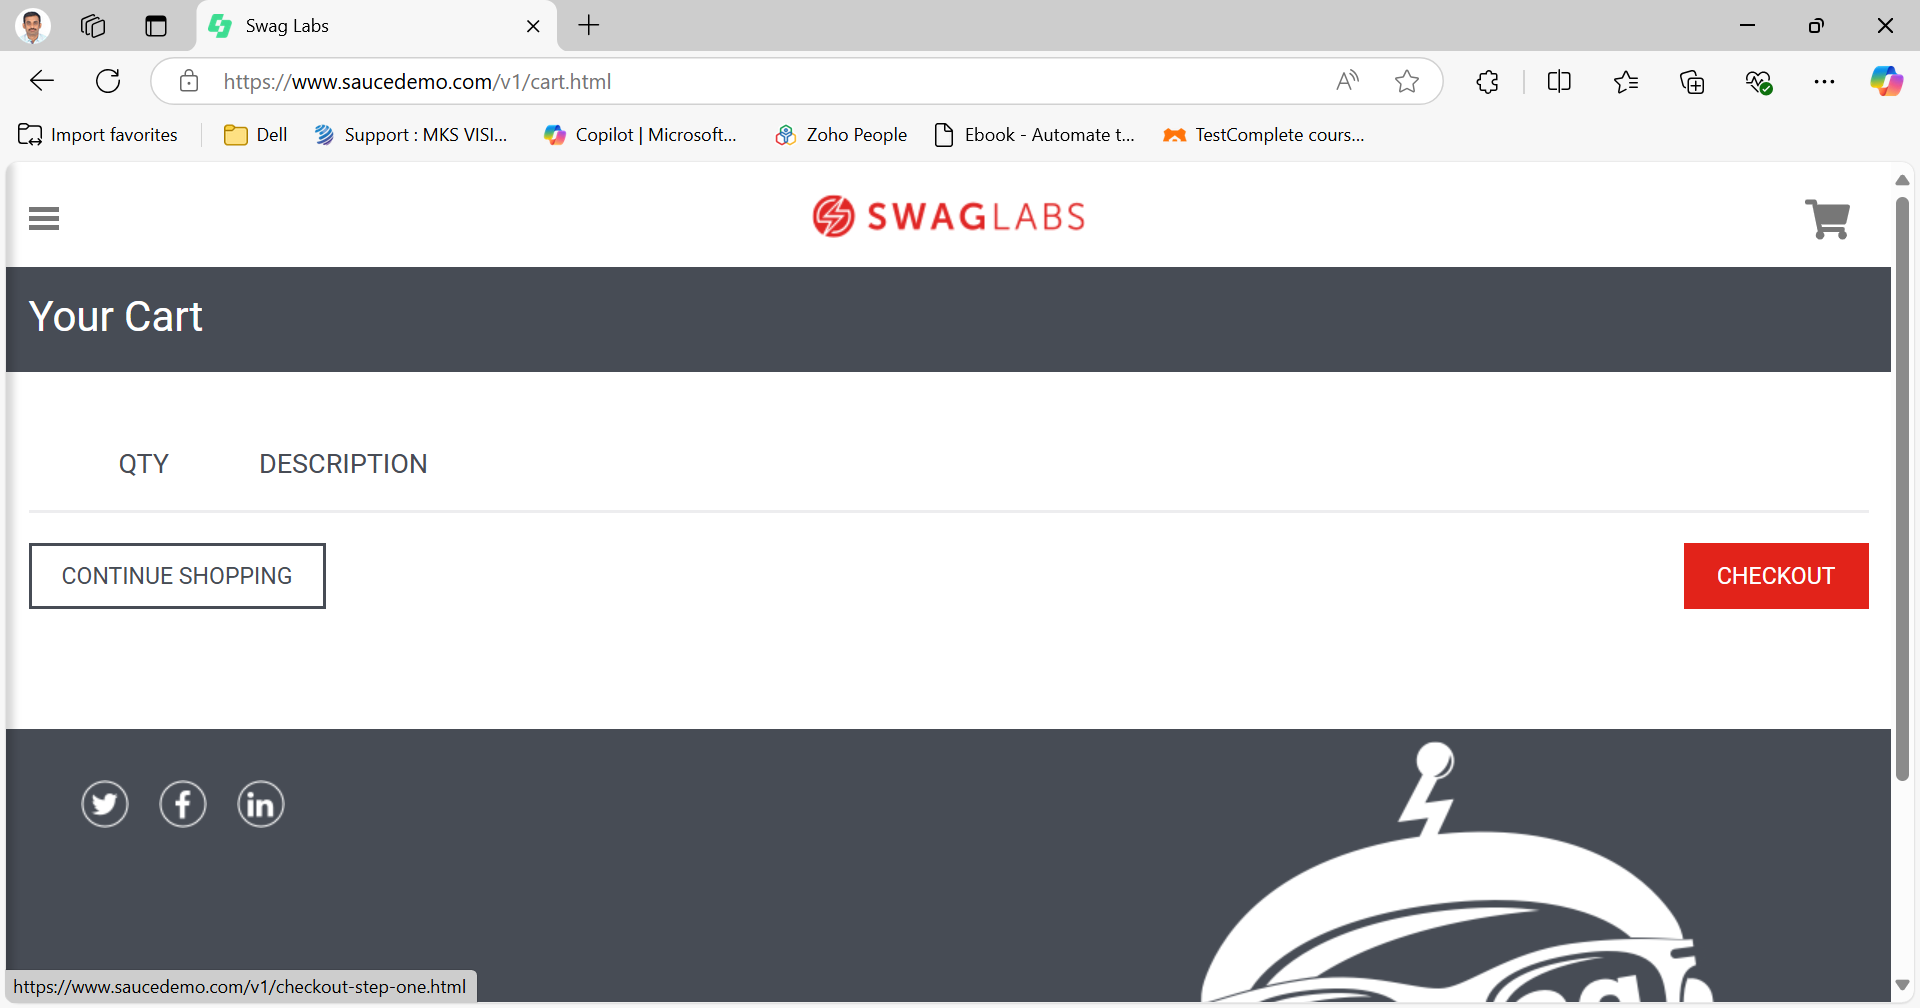 Swag Labs
https://www.saucedemo.com/v1/cart.html
Import favorites
Dell
Support : MKS VISI...
Copilot | Microsoft...
Zoho People
Ebook - Automate t...
TestComplete cours...
SWAGLABS
Your Cart
QTY
DESCRIPTION
CONTINUE SHOPPING
CHECKOUT
https://www.saucedemo.com/v1/checkout-step-one.html